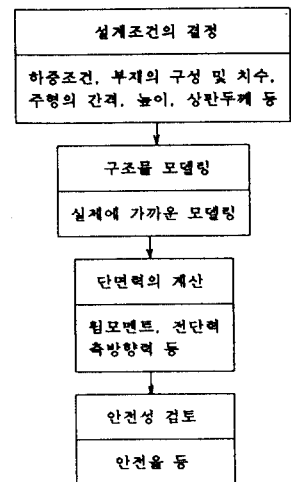 설계조건의 결정
하중조건, 부재의 구성 및 치수,
주형의 간격, 높이, 상판두께 등
구조물 모델링
실체에 가까운 모델링
단면력의 계산
휨모멘트, 전단력
측방향력 등
안전성 검토
안전율 등